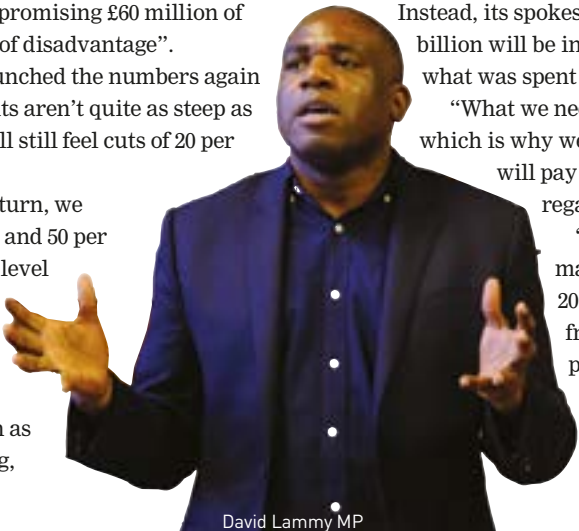 promising £60 million of
of disadvantage”.
unched the numbers again
ts aren’t quite as steep as
ll still feel cuts of 20 per
turn, we
and 50 per
level
as
g,
Instead, its spokes
billion will be in
what was spent
“What we ne
which is why we
will pay
rega
“
ma
20
fr
p
David Lammy MP